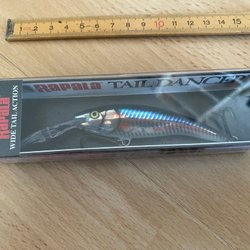 1 2 3 4 5 6 7 8 9 10 11 12 13 14 15
RAPALA TAIL DANCER
RAPALA
WIDE TAIL ACTION